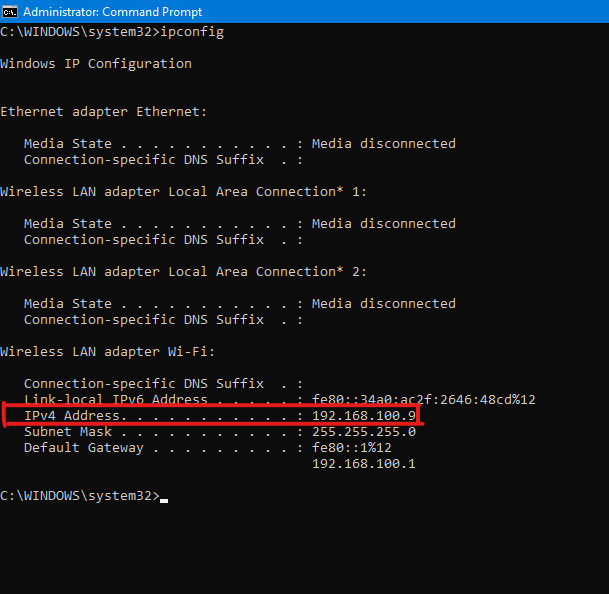 Administrator: Command Prompt
C:\WINDOWS\system32>ipconfig
Windows IP Configuration
Ethernet adapter Ethernet:
Media State . . . . . . . . . . . : Media disconnected
Connection-specific DNS Suffix  . :
Wireless LAN adapter Local Area Connection* 1:
Media State . . . . . . . . . . . : Media disconnected
Connection-specific DNS Suffix  . :
Wireless LAN adapter Local Area Connection* 2:
Media State . . . . . . . . . . . : Media disconnected
Connection-specific DNS Suffix  . :
Wireless LAN adapter Wi-Fi:
Connection-specific DNS Suffix  . :
Link-local IPv6 Address . . . . . : fe80::34a0:ac2f:2646:48cd%12
IPv4 Address. . . . . . . . . . . : 192.168.100.9
Subnet Mask . . . . . . . . . . . : 255.255.255.0
Default Gateway . . . . . . . . . : fe80::1%12
192.168.100.1
C:\WINDOWS\system32>